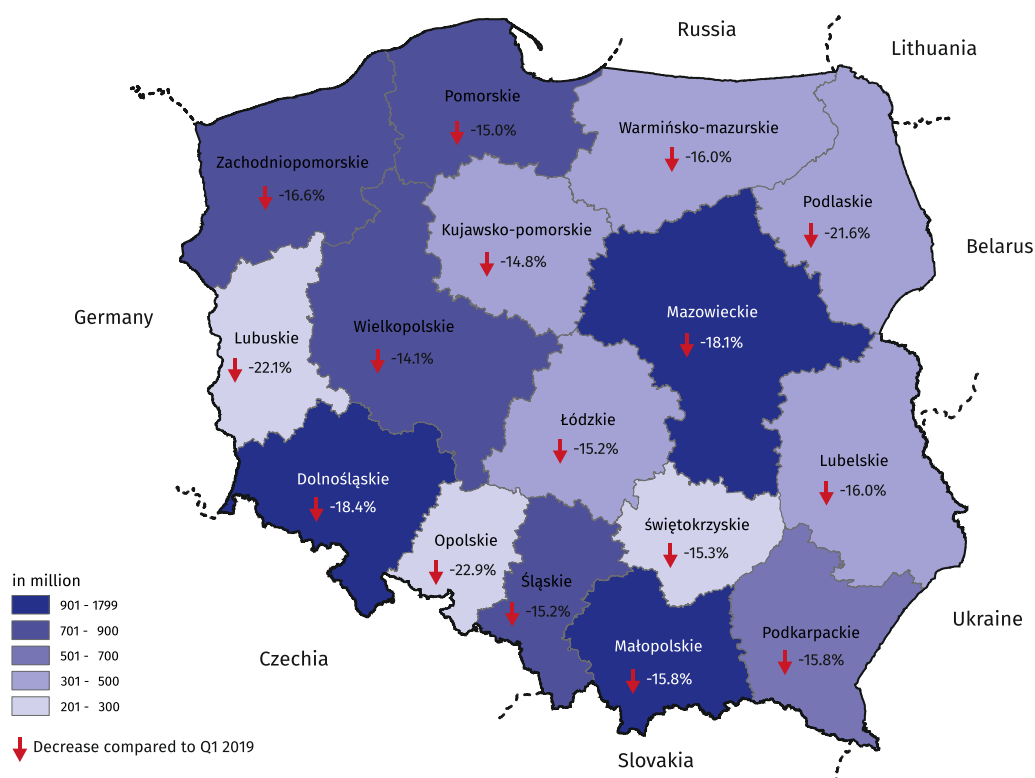 Russia
Lithuania
Pomorskie
-15.0%
Warmińsko-mazurskie
-16.0%
Zachodniopomorskie
-16.6%
Podlaskie
-21.6%
Kujawsko-pomorskie
-14.8%
Belarus
Germany
Mazowieckie
-18.1%
Wielkopolskie
-14.1%
Lubuskie
-22.1%
Łódzkie
-15.2%
Lubelskie
-16.0%
Dolnośląskie
-18.4%
świętokrzyskie
-15.3%
Opolskie
-22.9%
Śląskie
-15.2%
Ukraine
Podkarpackie
-15.8%
Małopolskie
-15.8%
Czechia
Slovakia
in million
901 - 1799
701 - 900
501 - 700
301 - 500
201 - 300
Decrease compared to Q1 2019